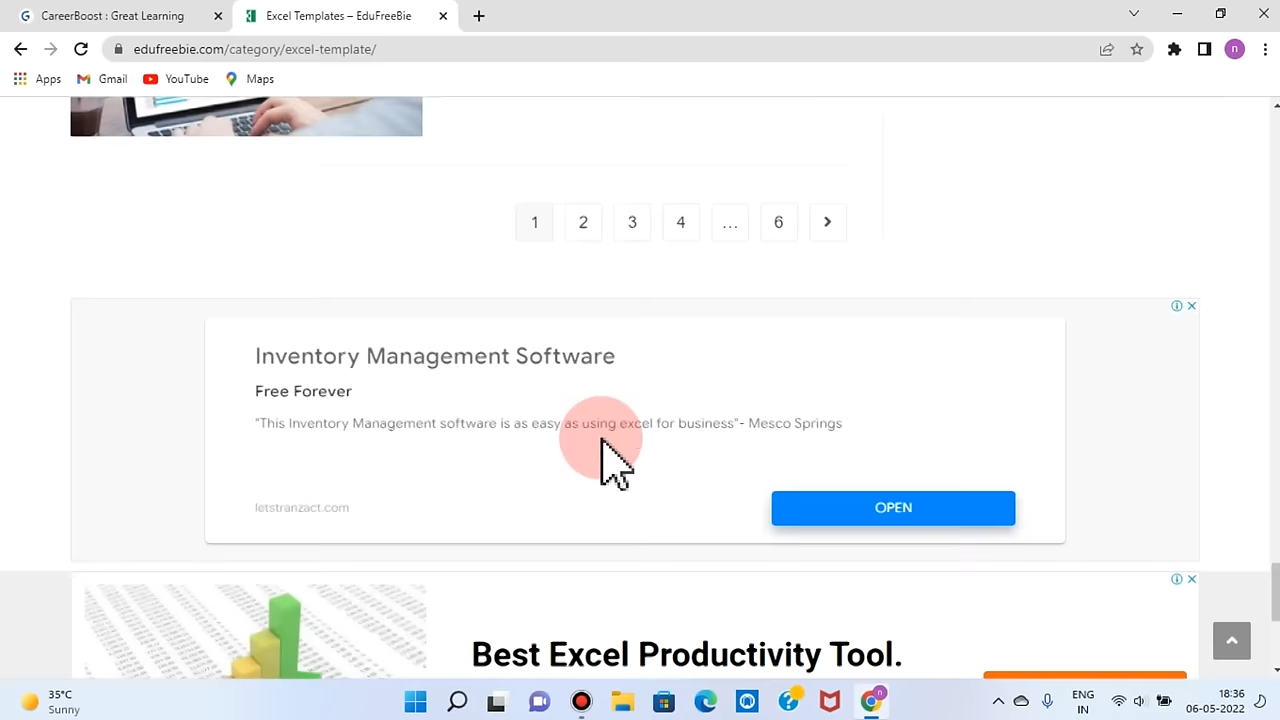 CareerBoost : Great Learning
Excel Templates – EduFreeBie
edufreebie.com/category/excel-template/
n
Apps
Gmail
YouTube
Maps
1 2 3 4 ... 6
Inventory Management Software
Free Forever
"This Inventory Management software is as easy as using excel for business"- Mesco Springs
letstranzact.com
OPEN
Best Excel Productivity Tool.
35°C
Sunny
ENG
IN
18:36
06-05-2022